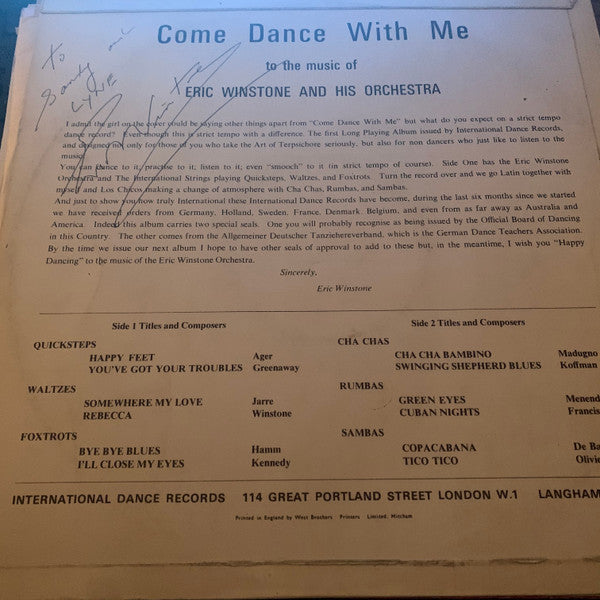 Come Dance With Me
to the music of
ERIC WINSTONE AND HIS ORCHESTRA
To
Sandy and
LYNE
I admit the girl on the cover could be saying other things apart from "Come Dance With Me" but what do you expect on a strict tempo
dance record? Even though this is strict tempo with a difference. The first Long Playing Album issued by International Dance Records,
and designed not only for those of you who take the Art of Terpsichore seriously, but also for non dancers who just like to listen to the
music.
You can dance to it; practise to it; listen to it; even "smooch" to it (in strict tempo of course). Side One has the Eric Winstone
Orchestra and The International Strings playing Quicksteps, Waltzes, and Foxtrots. Turn the record over and we go Latin together with
myself and Los Chicos making a change of atmosphere with Cha Chas, Rumbas, and Sambas.
And just to show you how truly International these International Dance Records have become, during the last six months since we started
we have received orders from Germany, Holland, Sweden, France, Denmark, Belgium, and even from as far away as Australia and
America. Indeed this album carries two special seals. One you will probably recognise as being issued by the Official Board of Dancing
in this Country. The other comes from the Allgemeiner Deutscher Tanzlehererverband, which is the German Dance Teachers Association.
By the time we issue our next album I hope to have other seals of approval to add to these but, in the meantime, I wish you "Happy
Dancing" to the music of the Eric Winstone Orchestra.
Sincerely,
Eric Winstone
Side 1 Titles and Composers
QUICKSTEPS
HAPPY FEET Ager
YOU'VE GOT YOUR TROUBLES Greenaway
WALTZES
SOMEWHERE MY LOVE Jarre
REBECCA Winstone
FOXTROTS
BYE BYE BLUES Hamm
I'LL CLOSE MY EYES Kennedy
Side 2 Titles and Composers
CHA CHAS
CHA CHA BAMBINO Madugno
SWINGING SHEPHERD BLUES Koffman
RUMBAS
GREEN EYES Menend
CUBAN NIGHTS Francis
SAMBAS
COPACABANA De Ba
TICO TICO Olivie
INTERNATIONAL DANCE RECORDS 114 GREAT PORTLAND STREET LONDON W.1 LANGHAM
Printed in England by West Brothers Printers Limited, Mitcham